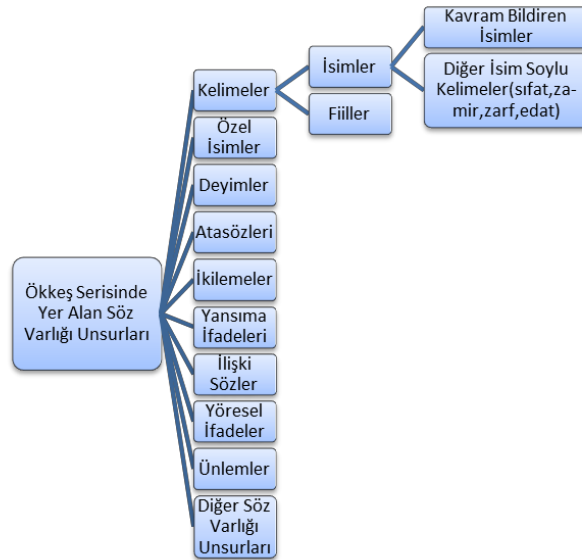 Kavram Bildiren
İsimler
İsimler
Diğer İsim Soylu
Kelimeler(sıfat,za-
mir,zarf,edat)
Kelimeler
Fiiller
Özel
İsimler
Deyimler
Atasözleri
Ökkeş Serisinde
Yer Alan Söz
Varlığı Unsurları
İkilemeler
Yansıma
İfadeleri
İlişki
Sözler
Yöresel
İfadeler
Ünlemler
Diğer Söz
Varlığı
Unsurları